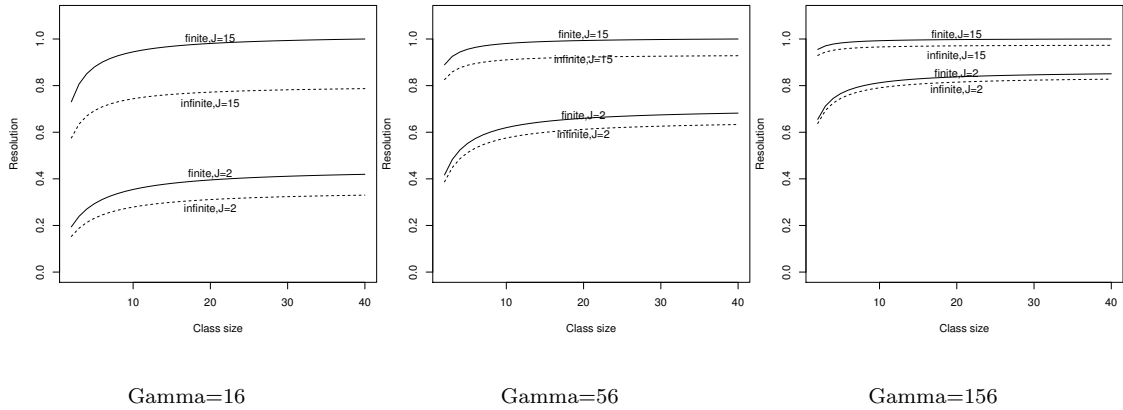 finite,J=15
infinite,J=15
finite,J=2
infinite,J=2
Resolution
0.0
0.2
0.4
0.6
0.8
1.0
10
20
30
40
Class size
Gamma=16
finite,J=15
infinite,J=15
finite,J=2
infinite,J=2
Resolution
0.0
0.2
0.4
0.6
0.8
1.0
10
20
30
40
Class size
Gamma=56
finite,J=15
infinite,J=15
finite,J=2
infinite,J=2
Resolution
0.0
0.2
0.4
0.6
0.8
1.0
10
20
30
40
Class size
Gamma=156